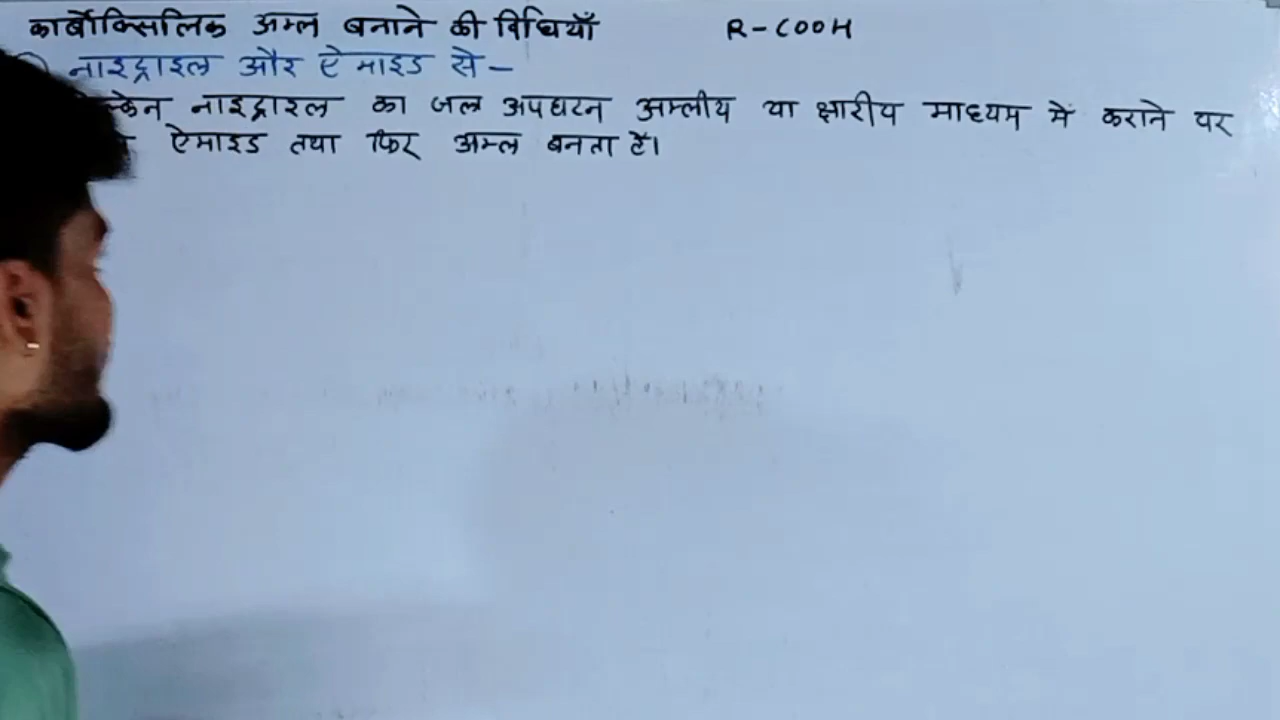 कार्बोक्सिलिक अम्ल बनाने की विधियाँ R-COOH
नाइट्राइल और ऐमाइड से-
नाइट्राइल का जल अपघटन अम्लीय या क्षारीय माध्यम में कराने पर
ऐमाइड तथा फिर अम्ल बनता है।